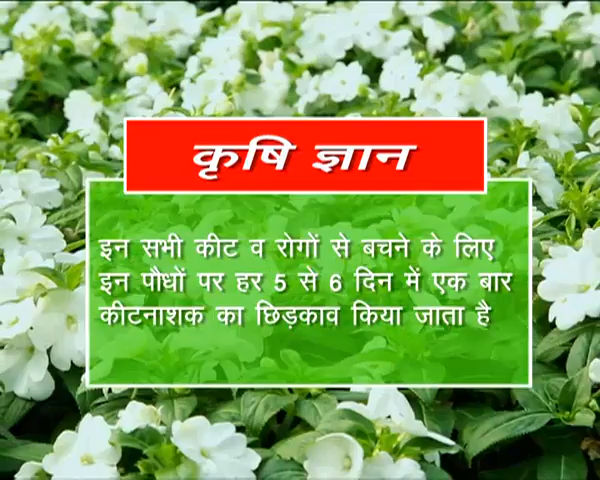 कृषि ज्ञान
इन सभी कीट व रोगों से बचने के लिए
इन पौधों पर हर 5 से 6 दिन में एक बार
कीटनाशक का छिड़काव किया जाता है